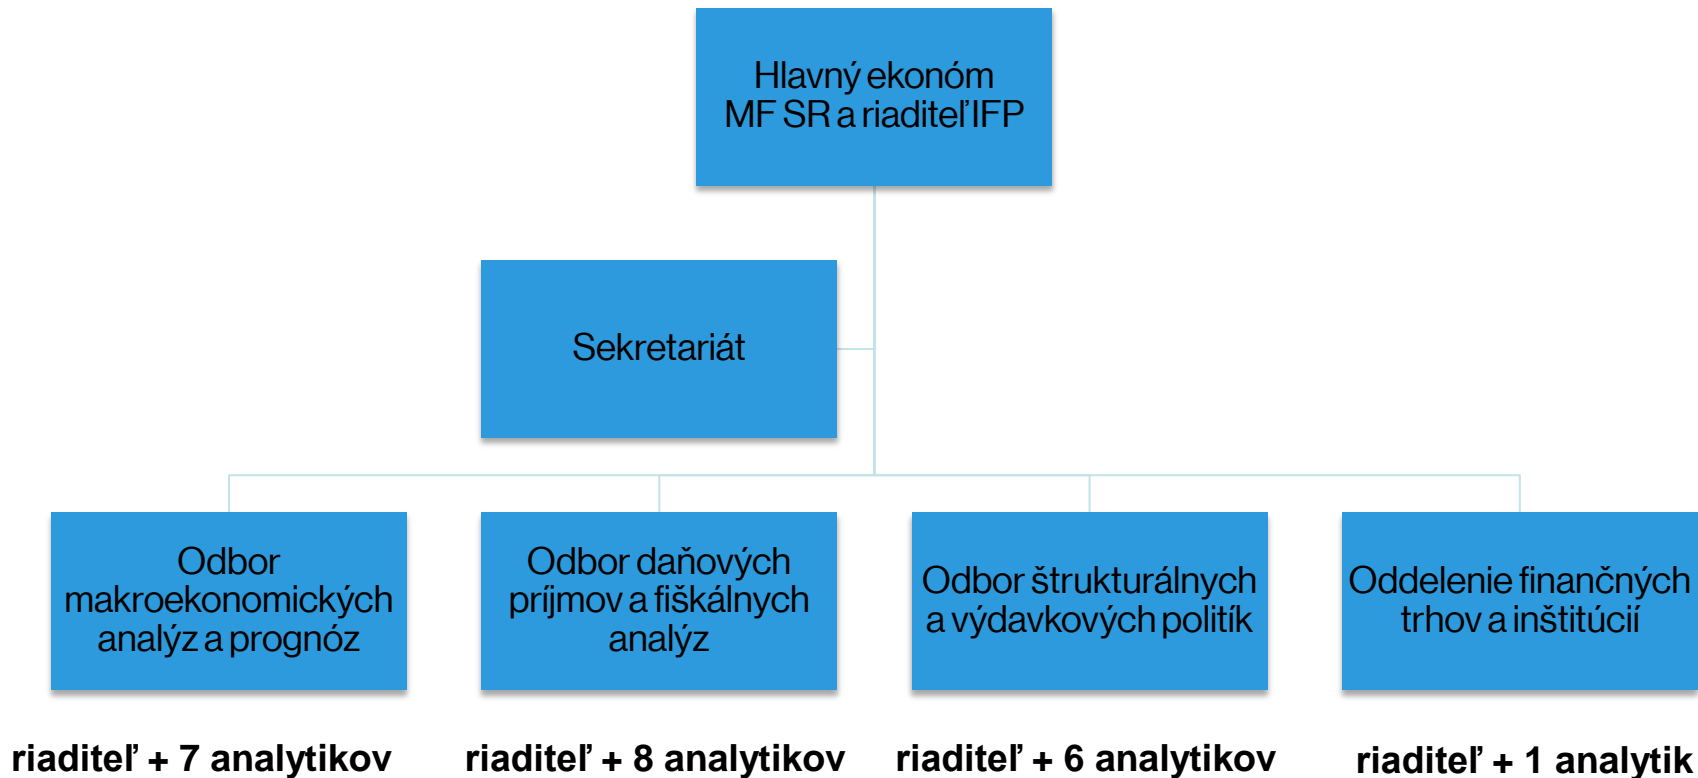 Hlavný ekonóm
MF SR a riaditeľ IFP
Sekretariát
Odbor
makroekonomických
analýz a prognóz
Odbor daňových
príjmov a fiškálnych
analýz
Odbor štrukturálnych
a výdavkových politík
Oddelenie finančných
trhov a inštitúcií
riaditeľ + 7 analytikov
riaditeľ + 8 analytikov
riaditeľ + 6 analytikov
riaditeľ + 1 analytik